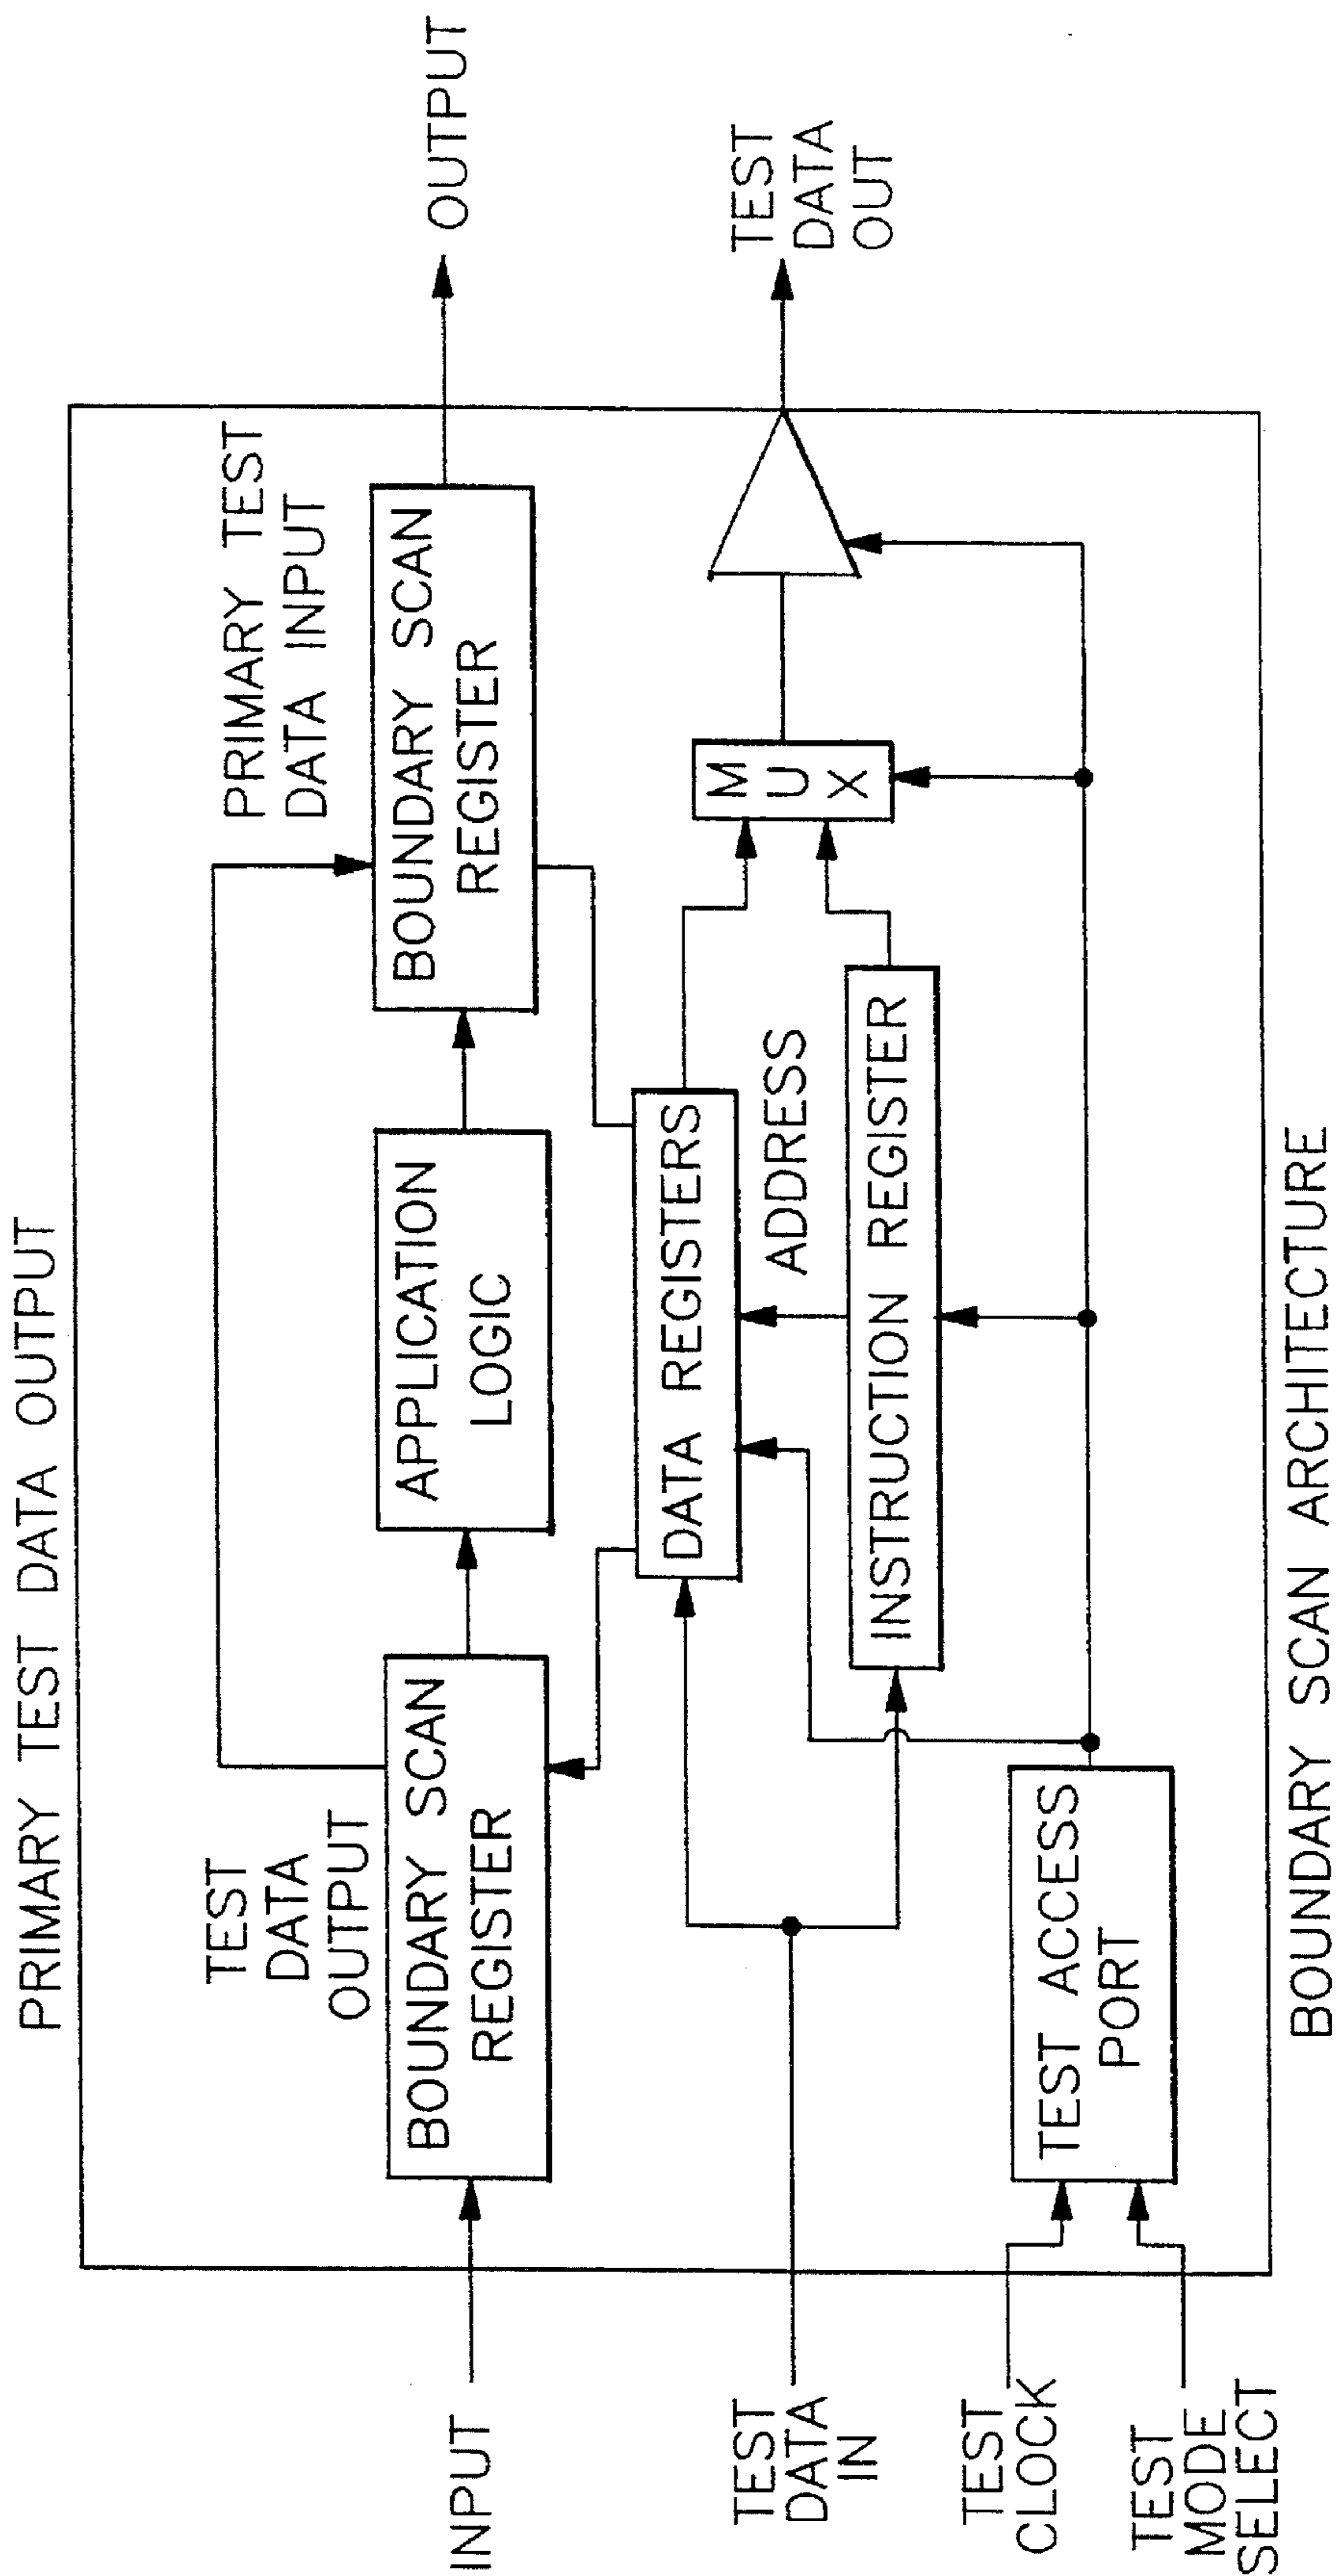 PRIMARY TEST DATA OUTPUT
TEST
DATA
OUTPUT
PRIMARY TEST
DATA INPUT
INPUT
BOUNDARY SCAN
REGISTER
APPLICATION
LOGIC
BOUNDARY SCAN
REGISTER
OUTPUT
TEST
DATA
IN
DATA REGISTERS
ADDRESS
INSTRUCTION REGISTER
M
U
X
TEST
DATA
OUT
TEST
CLOCK
TEST
MODE
SELECT
TEST ACCESS
PORT
BOUNDARY SCAN ARCHITECTURE